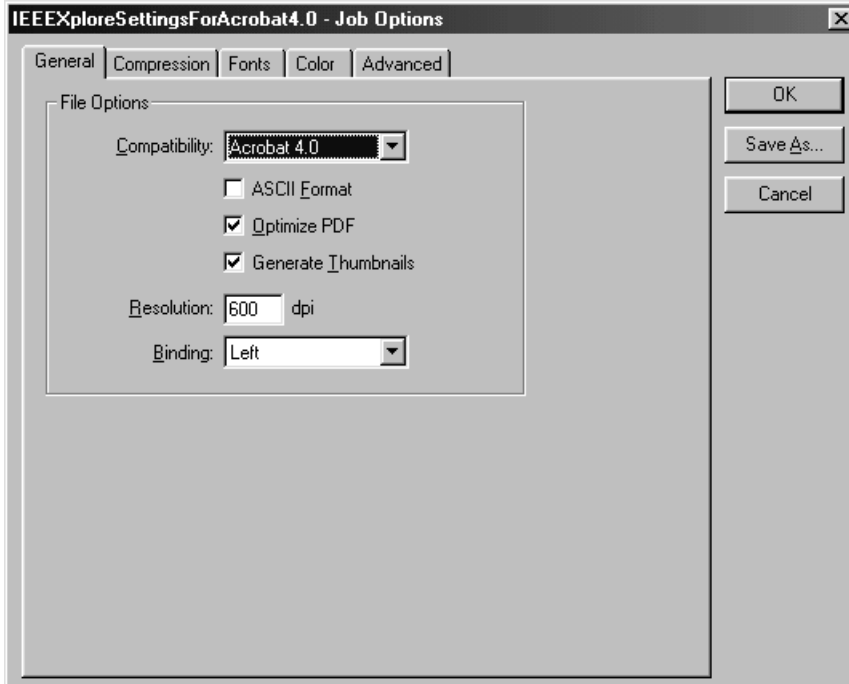 IEEEXploreSettingsForAcrobat4.0 - Job Options
General Compression Fonts Color Advanced
File Options
Compatibility: Acrobat 4.0
ASCII Format
Optimize PDF
Generate Thumbnails
Resolution: 600 dpi
Binding: Left
OK
Save As...
Cancel